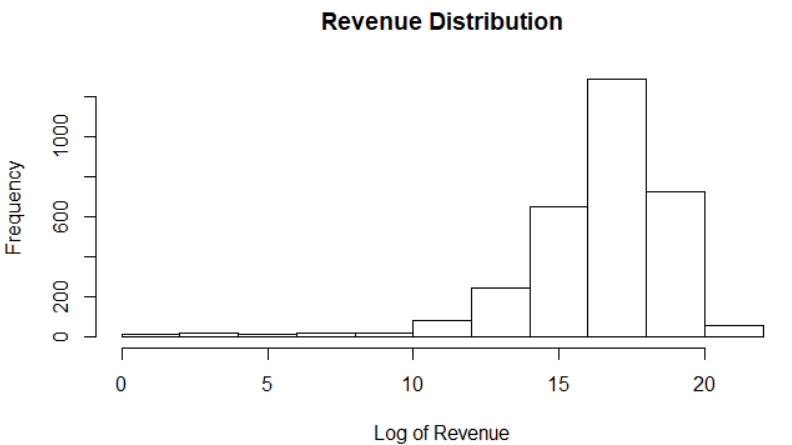 Revenue Distribution
Frequency
1000
600
200
0
0 5 10 15 20
Log of Revenue